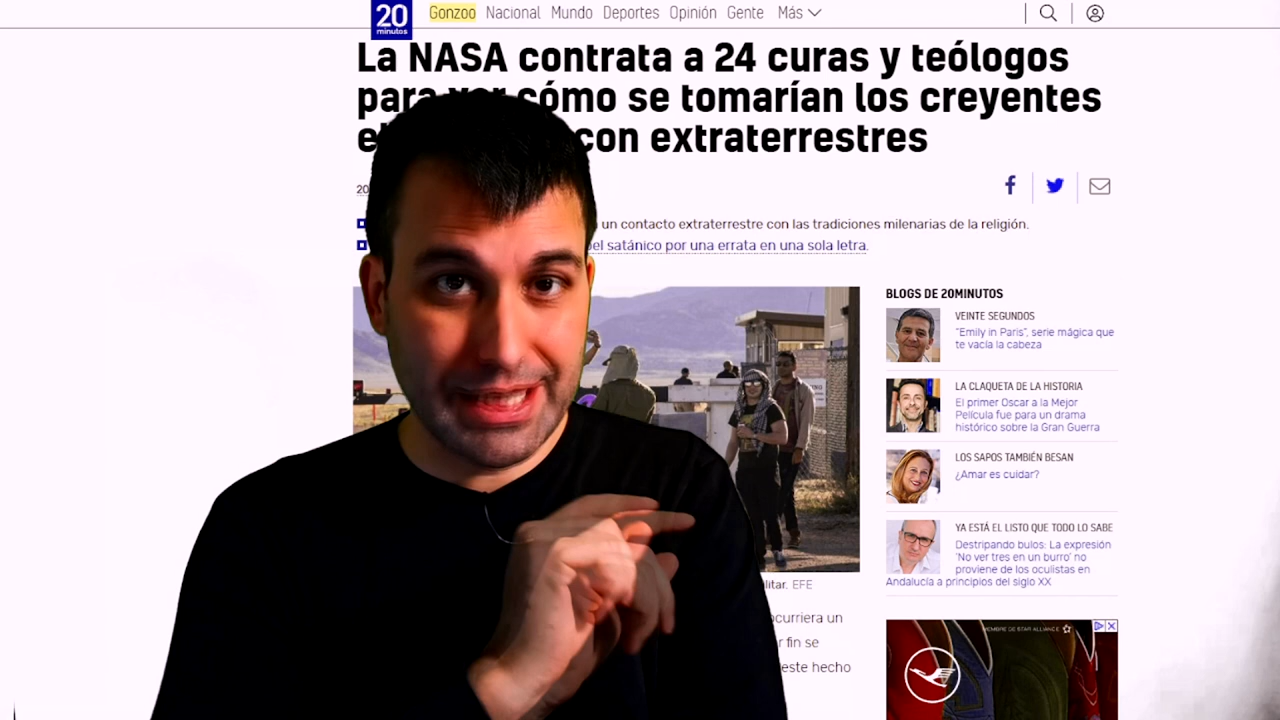 20
minutos
Gonzoo Nacional Mundo Deportes Opinión Gente Más
La NASA contrata a 24 curas y teólogos
para ver cómo se tomarían los creyentes
con extraterrestres
20
un contacto extraterrestre con las tradiciones milenarias de la religión.
satánico por una errata en una sola letra.
BLOGS DE 20MINUTOS
VEINTE SEGUNDOS
"Emily in Paris", serie mágica que
te vacía la cabeza
LA CLAQUETA DE LA HISTORIA
El primer Oscar a la Mejor
Película fue para un drama
histórico sobre la Gran Guerra
LOS SAPOS TAMBIÉN BESAN
¿Amar es cuidar?
YA ESTÁ EL LISTO QUE TODO LO SABE
Destripando bulos: La expresión
'No ver tres en un burro' no
proviene de los oculistas en
Andalucía a principios del siglo XX
EFE
ocurriera un
fin se
este hecho
MEMBRE DE STAR ALLIANCE